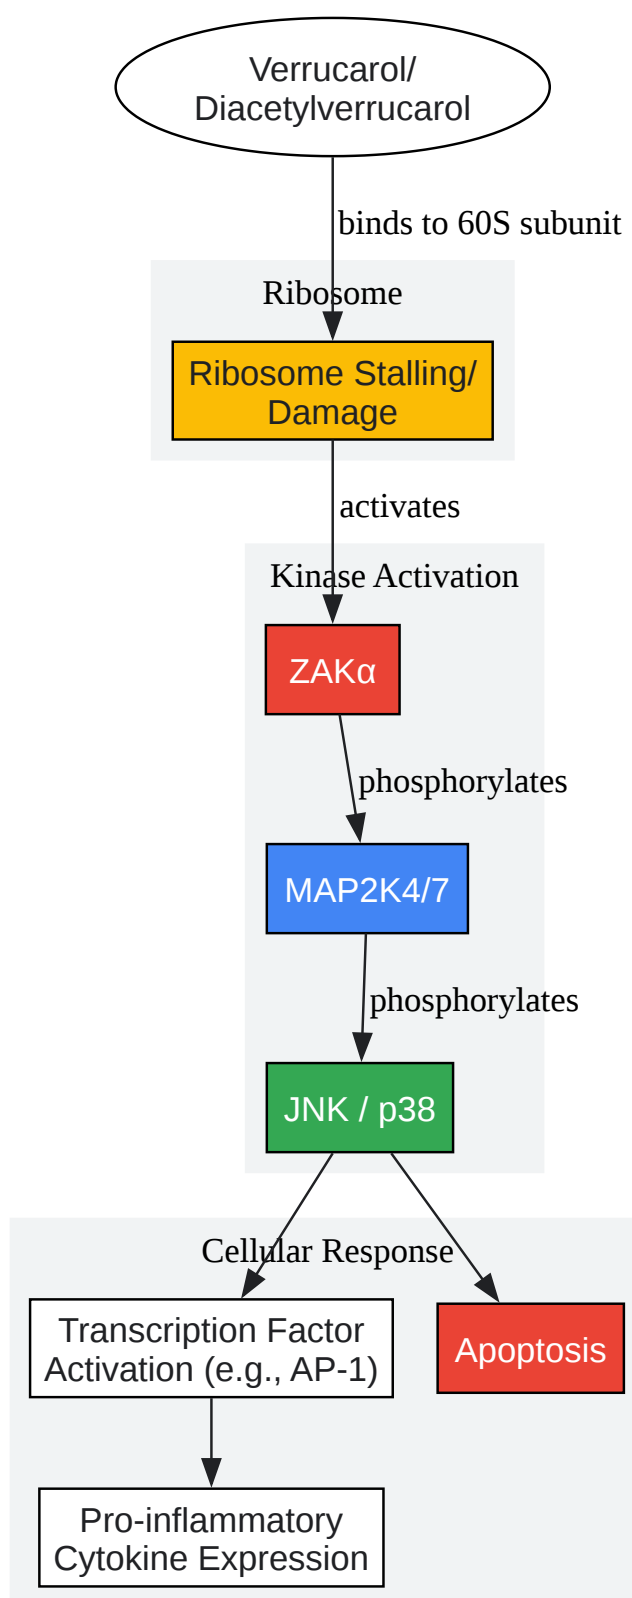 Verrucarol/
Diacetylverrucarol
binds to 60S subunit
Ribosome
Ribosome Stalling/
Damage
activates
Kinase Activation
ZAKα
phosphorylates
MAP2K4/7
phosphorylates
JNK / p38
Cellular Response
Transcription Factor
Activation (e.g., AP-1)
Apoptosis
Pro-inflammatory
Cytokine Expression